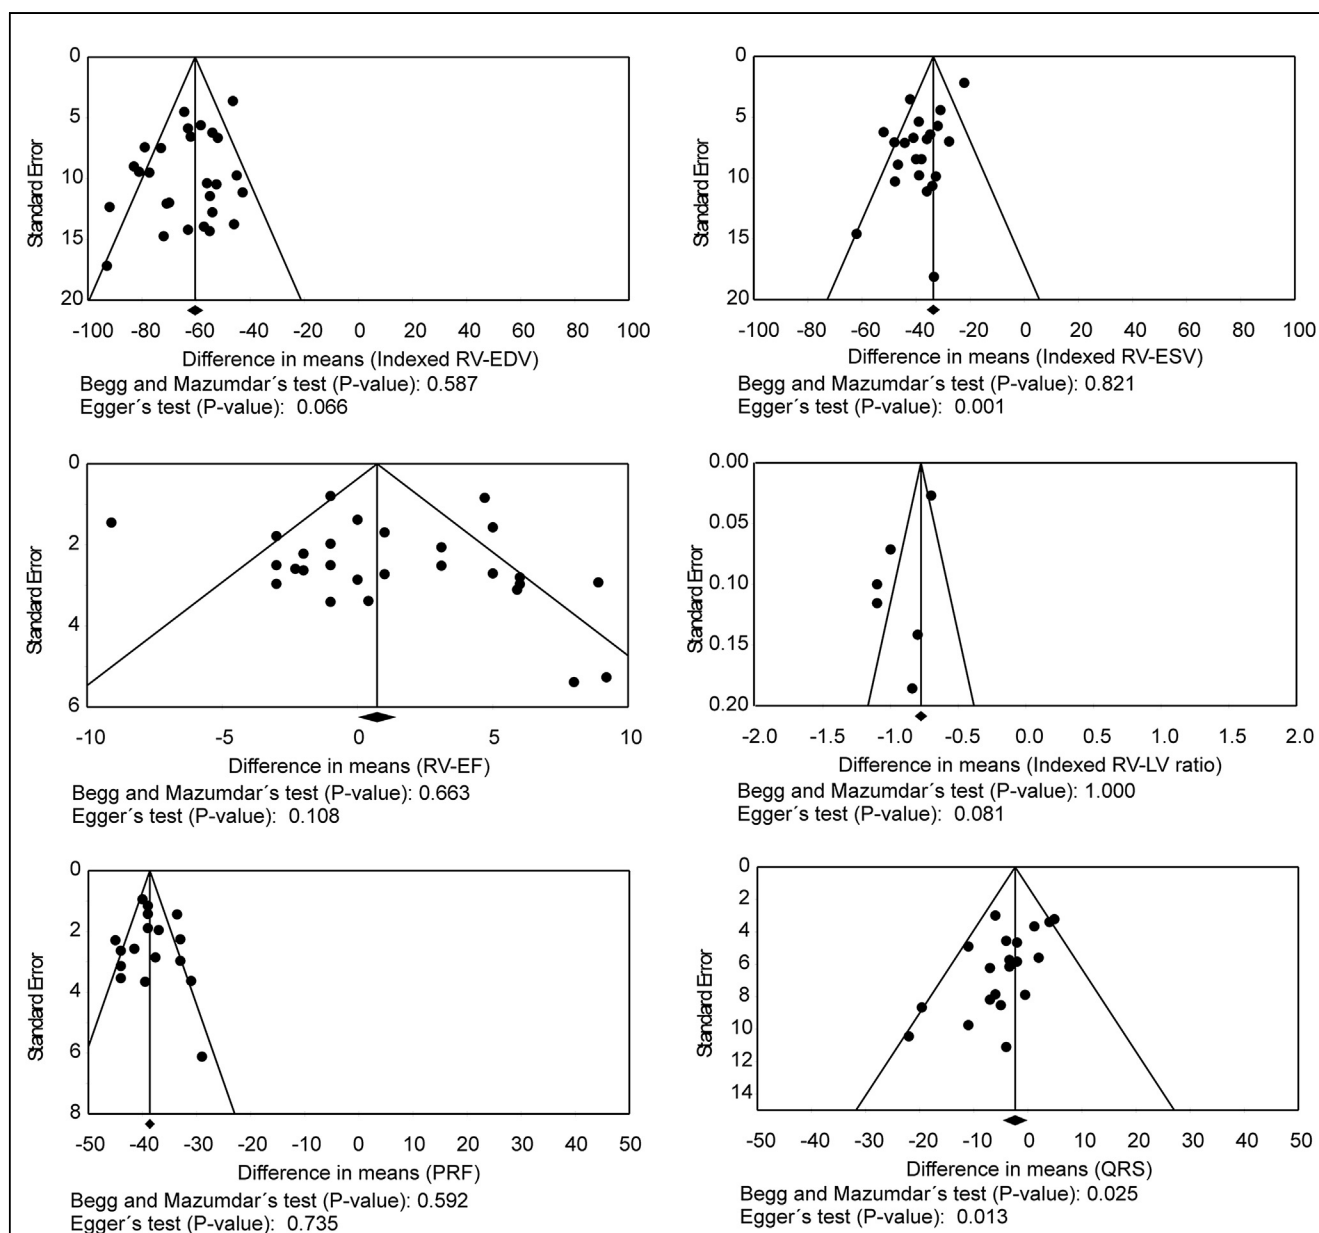 0
5
10
15
20
Standard Error
-100 -80 -60 -40 -20 0 20 40 60 80 100
Difference in means (Indexed RV-EDV)
Begg and Mazumdar´s test (P-value): 0.587
Egger´s test (P-value): 0.066
0
5
10
15
20
Standard Error
-100 -80 -60 -40 -20 0 20 40 60 80 100
Difference in means (Indexed RV-ESV)
Begg and Mazumdar´s test (P-value): 0.821
Egger´s test (P-value): 0.001
0
2
4
6
Standard Error
-10 -5 0 5 10
Difference in means (RV-EF)
Begg and Mazumdar´s test (P-value): 0.663
Egger´s test (P-value): 0.108
0.00
0.05
0.10
0.15
0.20
Standard Error
-2.0 -1.5 -1.0 -0.5 0.0 0.5 1.0 1.5 2.0
Difference in means (Indexed RV-LV ratio)
Begg and Mazumdar´s test (P-value): 1.000
Egger´s test (P-value): 0.081
0
2
4
6
8
Standard Error
-50 -40 -30 -20 -10 0 10 20 30 40 50
Difference in means (PRF)
Begg and Mazumdar´s test (P-value): 0.592
Egger´s test (P-value): 0.735
0
2
4
6
8
10
12
14
Standard Error
-50 -40 -30 -20 -10 0 10 20 30 40 50
Difference in means (QRS)
Begg and Mazumdar´s test (P-value): 0.025
Egger´s test (P-value): 0.013